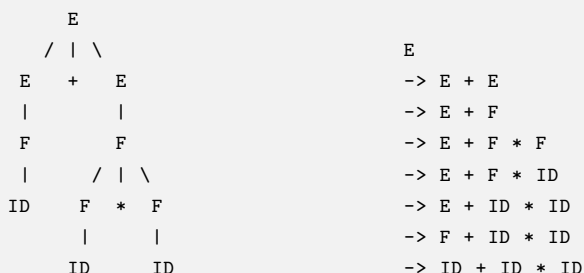 E
/ | \ E
E + E -> E + E
| | -> E + F
F F -> E + F * F
| / | \ -> E + F * ID
ID F * F -> E + ID * ID
| | -> F + ID * ID
ID ID -> ID + ID * ID